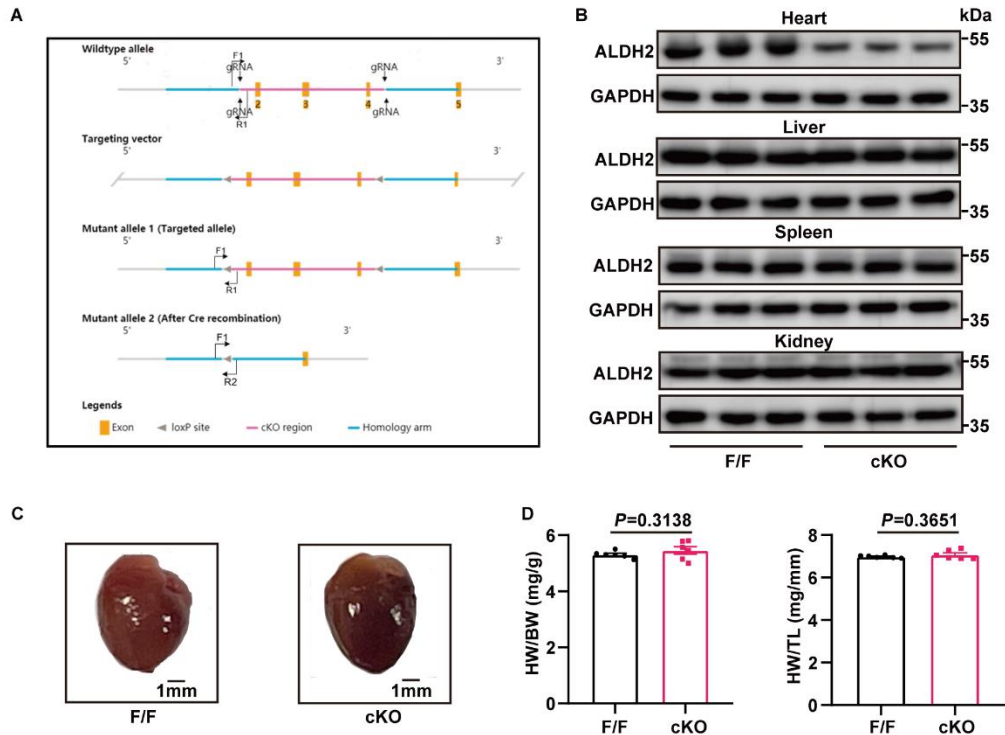 A
Wildtype allele
5'
F1
3'
gRNA
gRNA
2
3
4
5
gRNA
R1
gRNA
Targeting vector
5'
3'
Mutant allele 1 (Targeted allele)
5'
F1
3'
R1
Mutant allele 2 (After Cre recombination)
5'
F1
3'
R2
Legends
Exon
loxP site
cKO region
Homology arm
B
Heart
kDa
ALDH2
55
GAPDH
35
Liver
ALDH2
55
GAPDH
35
Spleen
ALDH2
55
GAPDH
35
Kidney
ALDH2
55
GAPDH
35
F/F
cKO
C
1mm
F/F
1mm
cKO
D
P=0.3138
HW/BW (mg/g)
6
4
2
0
F/F
cKO
P=0.3651
HW/TL (mg/mm)
8
6
4
2
0
F/F
cKO